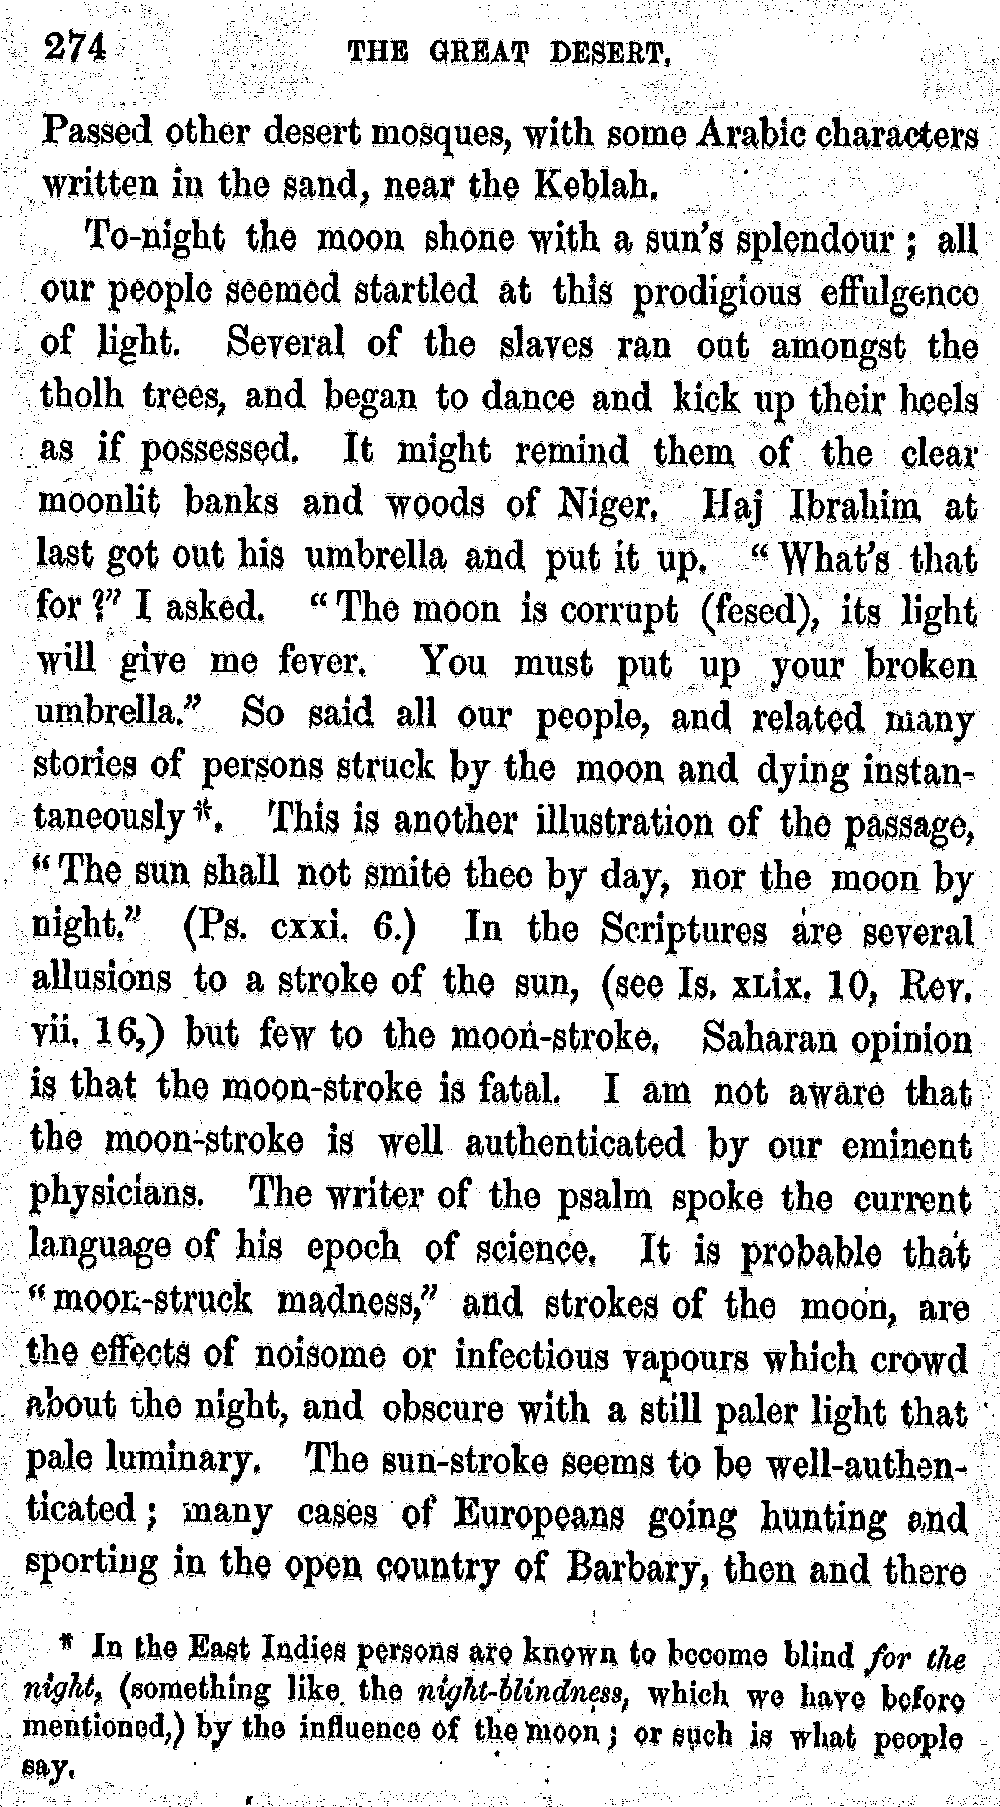 274 THE GREAT DESERT.
Passed other desert mosques, with some Arabic characters
written in the sand, near the Keblah.
To-night the moon shone with a sun's splendour ; all
our people seemed startled at this prodigious effulgence
of light. Several of the slaves ran out amongst the
tholh trees, and began to dance and kick up their heels
as if possessed. It might remind them of the clear
moonlit banks and woods of Niger. Haj Ibrahim at
last got out his umbrella and put it up. "What's that
for?" I asked. "The moon is corrupt (fesed), its light
will give me fever. You must put up your broken
umbrella." So said all our people, and related many
stories of persons struck by the moon and dying instan-
taneously*. This is another illustration of the passage,
"The sun shall not smite thee by day, nor the moon by
night." (Ps. cxxi. 6.) In the Scriptures are several
allusions to a stroke of the sun, (see Is. xLix. 10, Rev.
vii. 16,) but few to the moon-stroke. Saharan opinion
is that the moon-stroke is fatal. I am not aware that
the moon-stroke is well authenticated by our eminent
physicians. The writer of the psalm spoke the current
language of his epoch of science. It is probable that
"moon-struck madness," and strokes of the moon, are
the effects of noisome or infectious vapours which crowd
about the night, and obscure with a still paler light that
pale luminary. The sun-stroke seems to be well-authen-
ticated ; many cases of Europeans going hunting and
sporting in the open country of Barbary, then and there
* In the East Indies persons are known to become blind for the
night, (something like the night-blindness, which we have before
mentioned,) by the influence of the moon ; or such is what people
say.